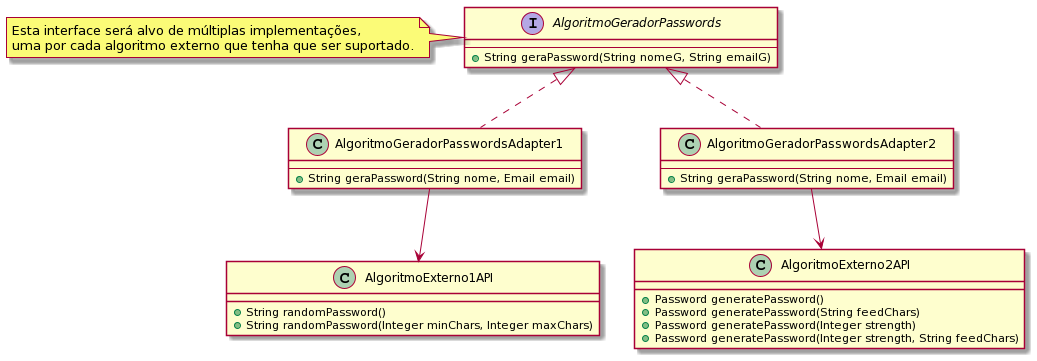 Esta interface será alvo de múltiplas implementações,
uma por cada algoritmo externo que tenha que ser suportado.
I AlgoritmoGeradorPasswords
String geraPassword(String nomeG, String emailG)
C AlgoritmoGeradorPasswordsAdapter1
String geraPassword(String nome, Email email)
C AlgoritmoGeradorPasswordsAdapter2
String geraPassword(String nome, Email email)
C AlgoritmoExterno1API
String randomPassword()
String randomPassword(Integer minChars, Integer maxChars)
C AlgoritmoExterno2API
Password generatePassword()
Password generatePassword(String feedChars)
Password generatePassword(Integer strength)
Password generatePassword(Integer strength, String feedChars)